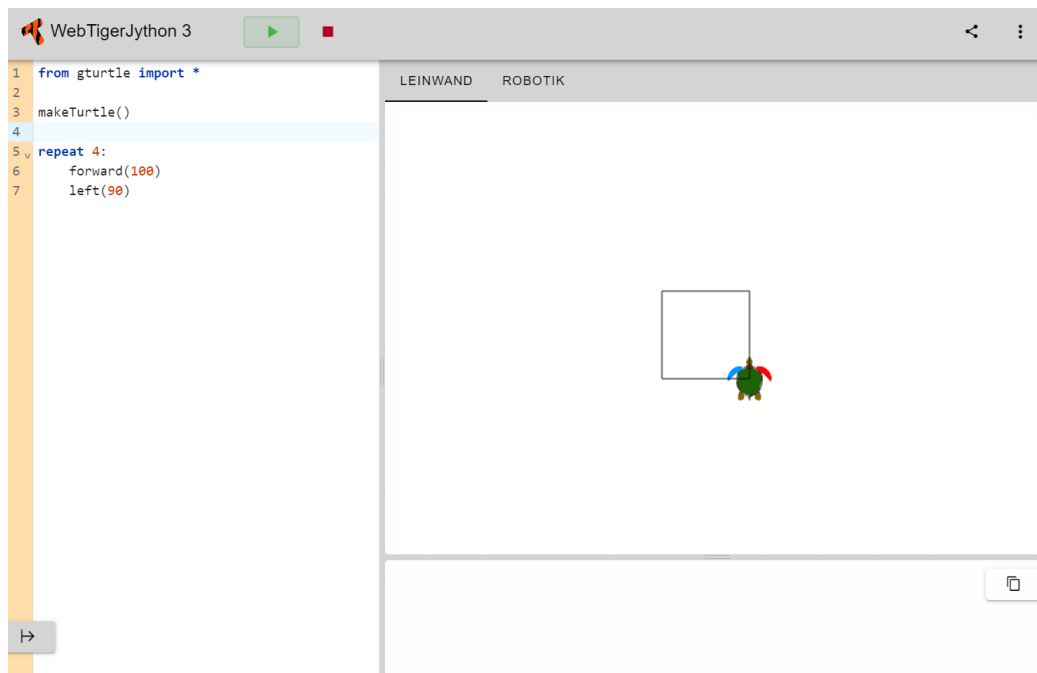 WebTigerJython 3
LEINWAND ROBOTIK
1 from gturtle import *
2
3 makeTurtle()
4
5 repeat 4:
6     forward(100)
7     left(90)